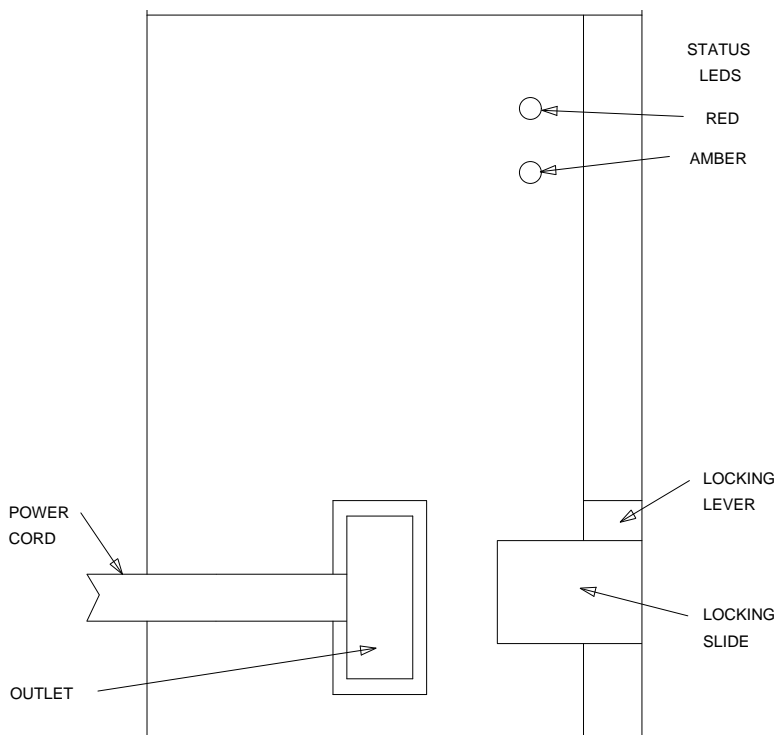 STATUS
LEDS
RED
AMBER
LOCKING
LEVER
POWER
CORD
LOCKING
SLIDE
OUTLET